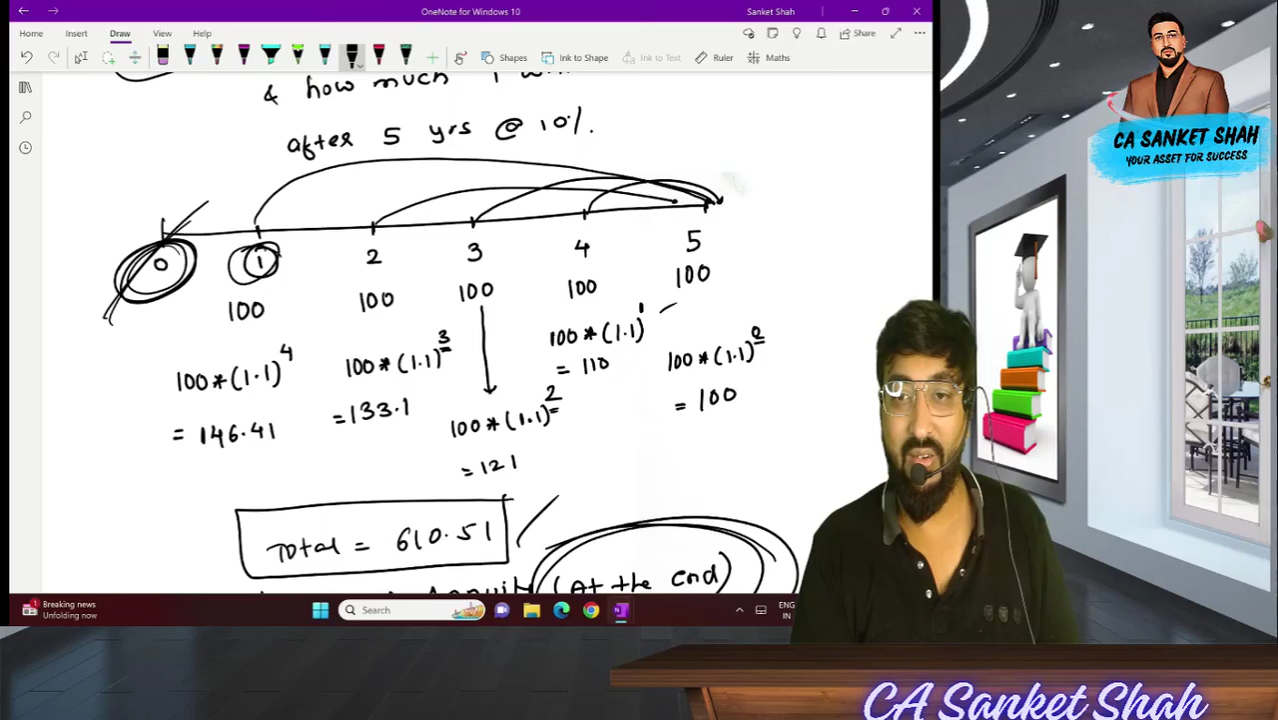 OneNote for Windows 10
Sanket Shah
Home Insert Draw View Help
Share
Shapes Ink to Shape Ink to Text Ruler Maths
& how much I
after 5 yrs @ 10%.
0 1 2 3 4 5
100 100 100 100 100
100*(1.1)^4 100*(1.1)^3 100*(1.1)^1 100*(1.1)^0
= 146.41 =133.1 = 110 = 100
100*(1.1)^2
=121
Total = 610.51
(At the end)
Breaking news
Unfolding now
Search
ENG
IN
CA SANKET SHAH
YOUR ASSET FOR SUCCESS
CA Sanket Shah